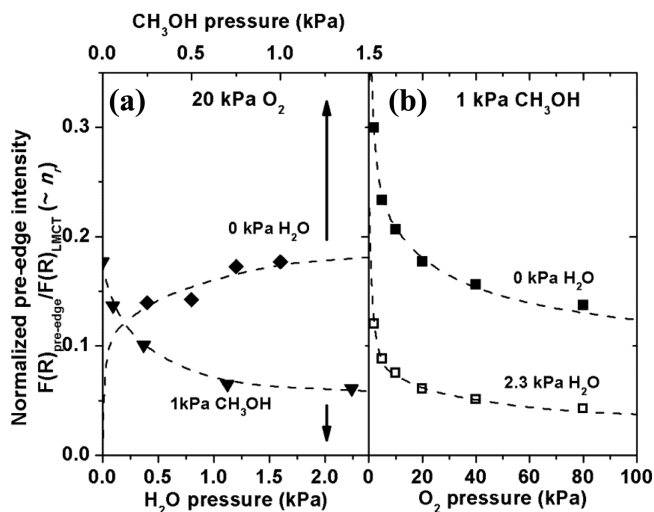 CH₃OH pressure (kPa)
0.0 0.5 1.0 1.5
(a) 20 kPa O₂
(b) 1 kPa CH₃OH
0 kPa H₂O
1kPa CH₃OH
0 kPa H₂O
2.3 kPa H₂O
Normalized pre-edge intensity
F(R)pre-edge/F(R)LMCT (~ nr)
0.3
0.2
0.1
0.0
0.0 0.5 1.0 1.5 2.0
0 20 40 60 80 100
H₂O pressure (kPa)
O₂ pressure (kPa)